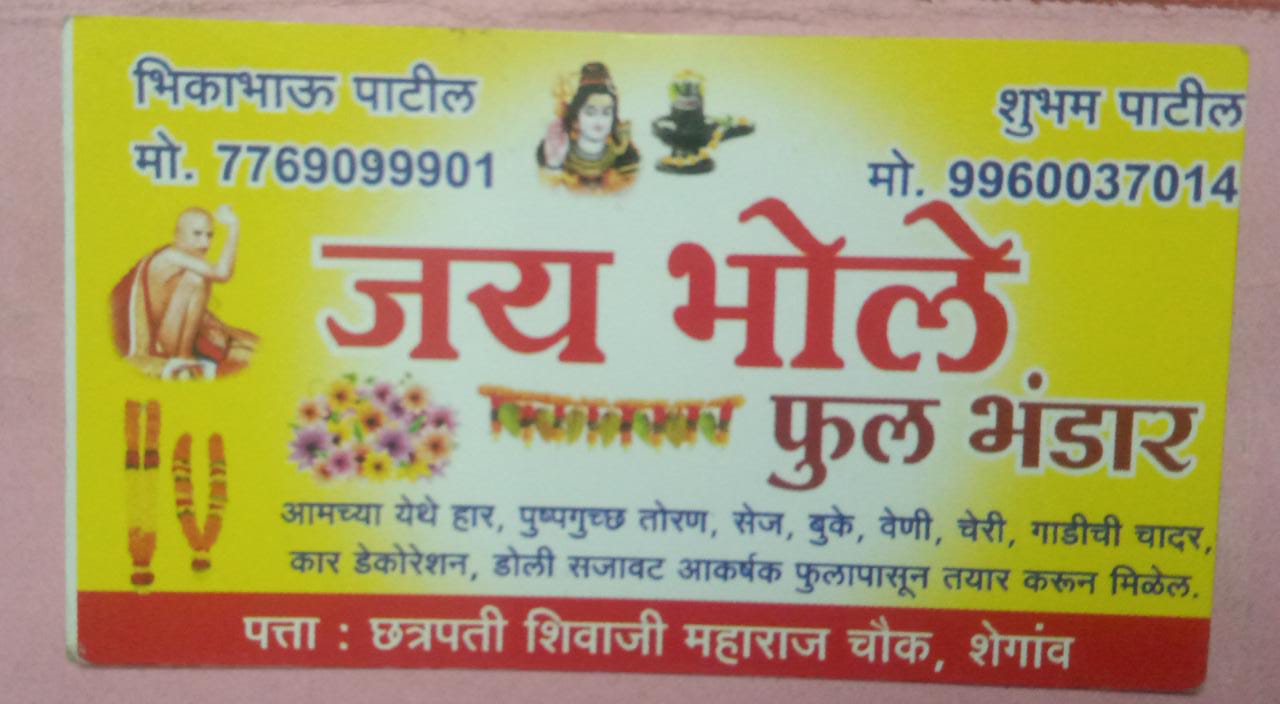 भिकाभाऊ पाटील
मो. 7769099901
शुभम पाटील
मो. 9960037014
जय भोले
फुल भंडार
आमच्या येथे हार, पुष्पगुच्छ तोरण, सेज, बुके, वेणी, चेरी, गाडीची चादर,
कार डेकोरेशन, डोली सजावट आकर्षक फुलापासून तयार करून मिळेल.
पत्ता : छत्रपती शिवाजी महाराज चौक, शेगांव